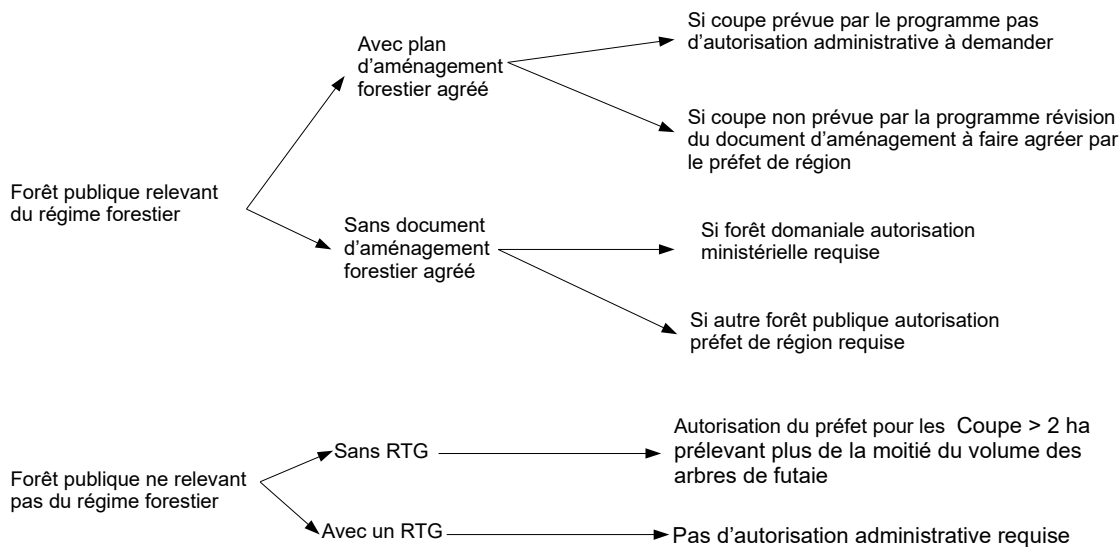 Si coupe prévue par le programme pas
d'autorisation administrative à demander
Avec plan
d'aménagement
forestier agréé
Si coupe non prévue par la programme révision
du document d'aménagement à faire agréer par
le préfet de région
Forêt publique relevant
du régime forestier
Sans document
d'aménagement
forestier agréé
Si forêt domaniale autorisation
ministérielle requise
Si autre forêt publique autorisation
préfet de région requise
Forêt publique ne relevant
pas du régime forestier
Sans RTG
Autorisation du préfet pour les Coupe > 2 ha
prélevant plus de la moitié du volume des
arbres de futaie
Avec un RTG
Pas d'autorisation administrative requise